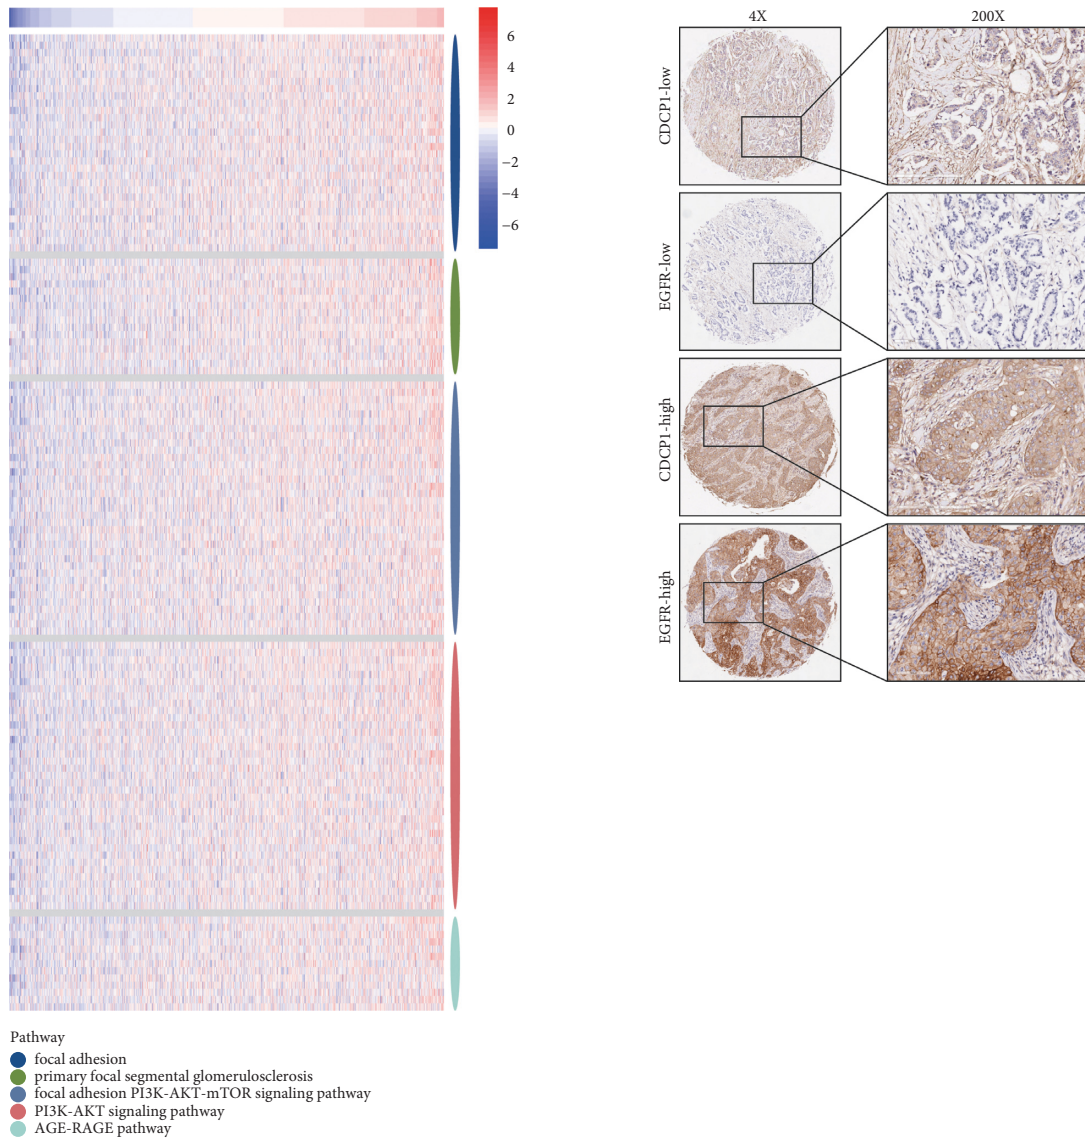 6
4
2
0
−2
−4
−6
Pathway
focal adhesion
primary focal segmental glomerulosclerosis
focal adhesion PI3K-AKT-mTOR signaling pathway
PI3K-AKT signaling pathway
AGE-RAGE pathway
4X
200X
CDCP1-low
EGFR-low
CDCP1-high
EGFR-high